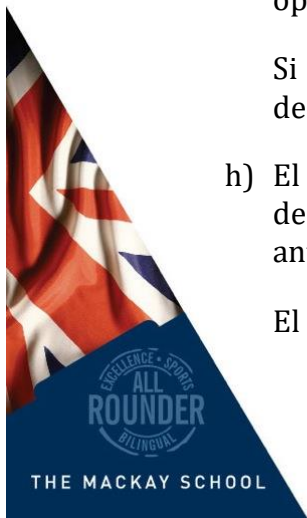 op
Si
de
h) El
de
an
El
EXCELLENCE • SPORTS
ALL
ROUNDER
BILINGUAL
THE MACKAY SCHOOL